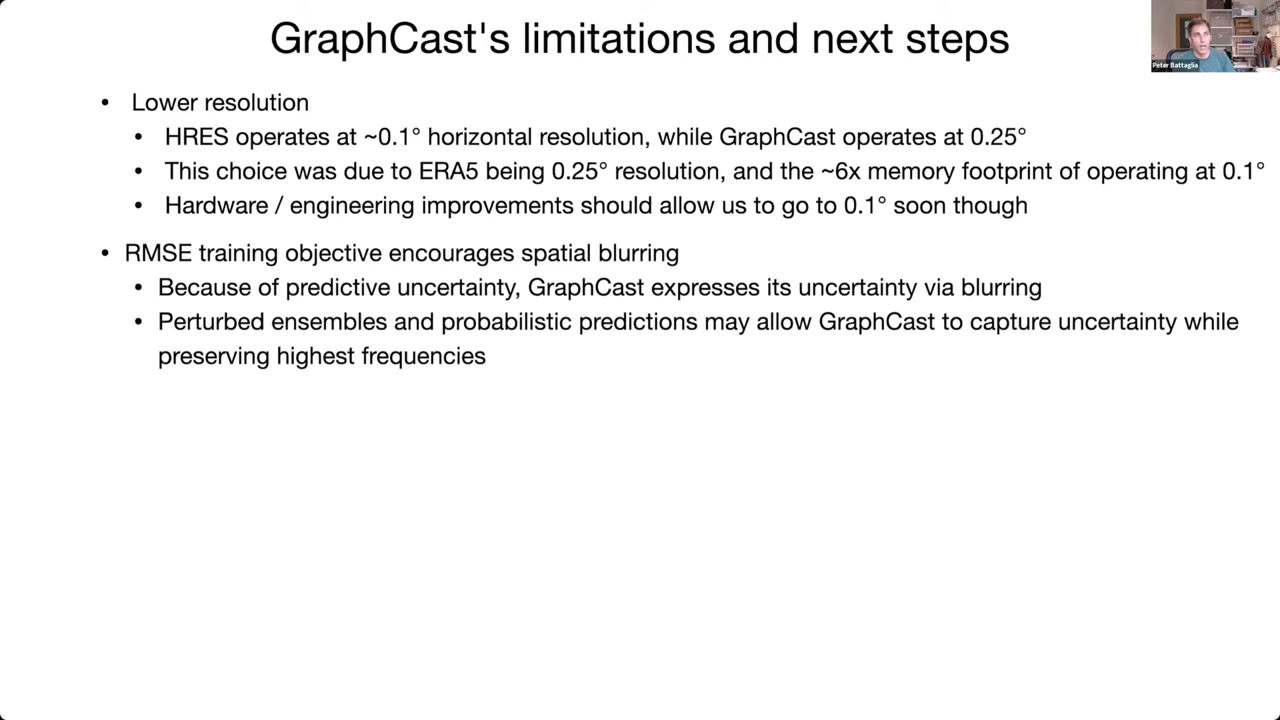 GraphCast's limitations and next steps
Peter Battaglia
• Lower resolution
• HRES operates at ~0.1° horizontal resolution, while GraphCast operates at 0.25°
• This choice was due to ERA5 being 0.25° resolution, and the ~6x memory footprint of operating at 0.1°
• Hardware / engineering improvements should allow us to go to 0.1° soon though
• RMSE training objective encourages spatial blurring
• Because of predictive uncertainty, GraphCast expresses its uncertainty via blurring
• Perturbed ensembles and probabilistic predictions may allow GraphCast to capture uncertainty while
preserving highest frequencies